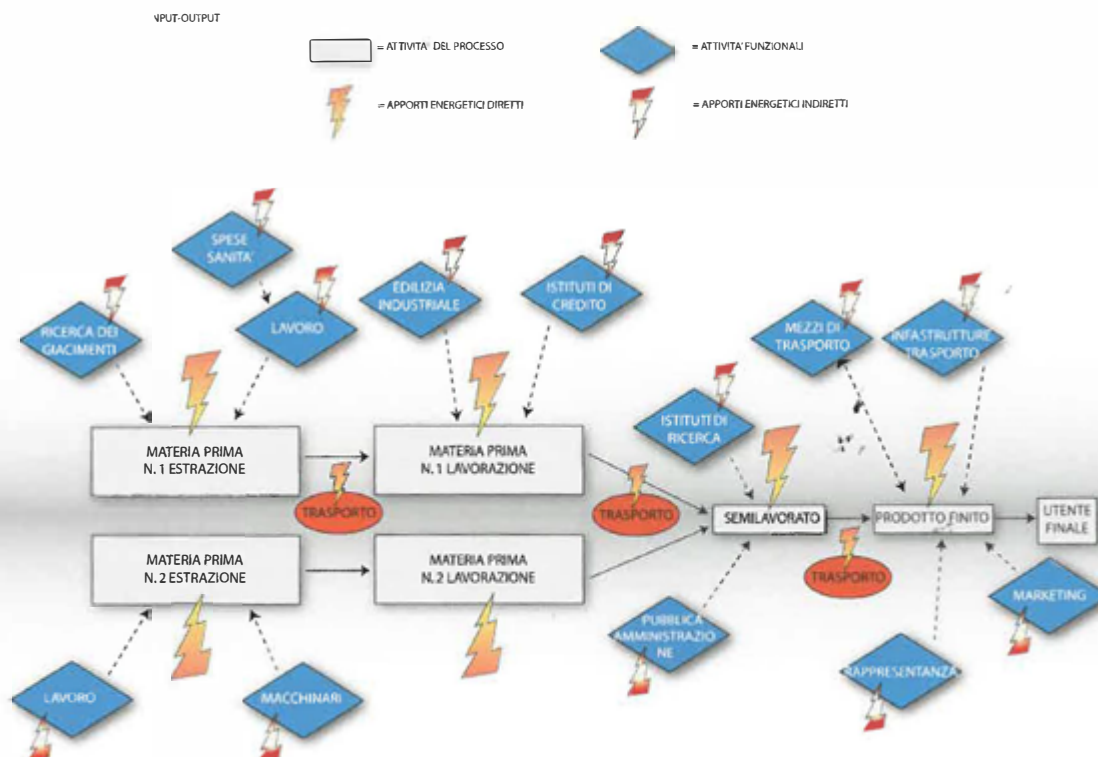 INPUT-OUTPUT
= ATTIVITA' DEL PROCESSO
= ATTIVITA' FUNZIONALI
= APPORTI ENERGETICI DIRETTI
= APPORTI ENERGETICI INDIRETTI
SPESE
SANITA'
RICERCA DEI
GIACIMENTI
LAVORO
EDILIZIA
INDUSTRIALE
ISTITUTI DI
CREDITO
MEZZI DI
TRASPORTO
INFASTRUTTURE
TRASPORTO
ISTITUTI DI
RICERCA
MATERIA PRIMA
N. 1 ESTRAZIONE
MATERIA PRIMA
N. 1 LAVORAZIONE
TRASPORTO
TRASPORTO
SEMILAVORATO
PRODOTTO FINITO
UTENTE
FINALE
MATERIA PRIMA
N. 2 ESTRAZIONE
MATERIA PRIMA
N.2 LAVORAZIONE
TRASPORTO
LAVORO
MACCHINARI
PUBBLICA
AMMINISTRAZIO
NE
RAPPRESENTANZA
MARKETING